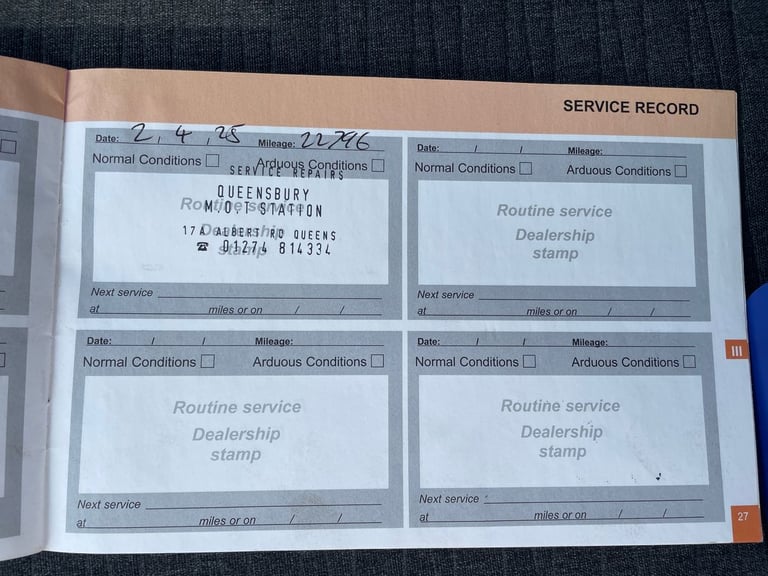 SERVICE RECORD
Date: 2, 4, 25 Mileage: 22796
Normal Conditions Arduous Conditions
SERVICE REPAIRS
QUEENSBURY
Routine service
M.O.T STATION
17A ALBERT RD QUEENS
Dealership
☎ 01274 814334
stamp
Next service
at miles or on / /
Date: / / Mileage:
Normal Conditions Arduous Conditions
Routine service
Dealership
stamp
Next service
at miles or on / /
Date: / / Mileage:
Normal Conditions Arduous Conditions
Routine service
Dealership
stamp
Next service
at miles or on / /
Date: / / Mileage:
Normal Conditions Arduous Conditions
Routine service
Dealership
stamp
Next service
at miles or on / /
III
27